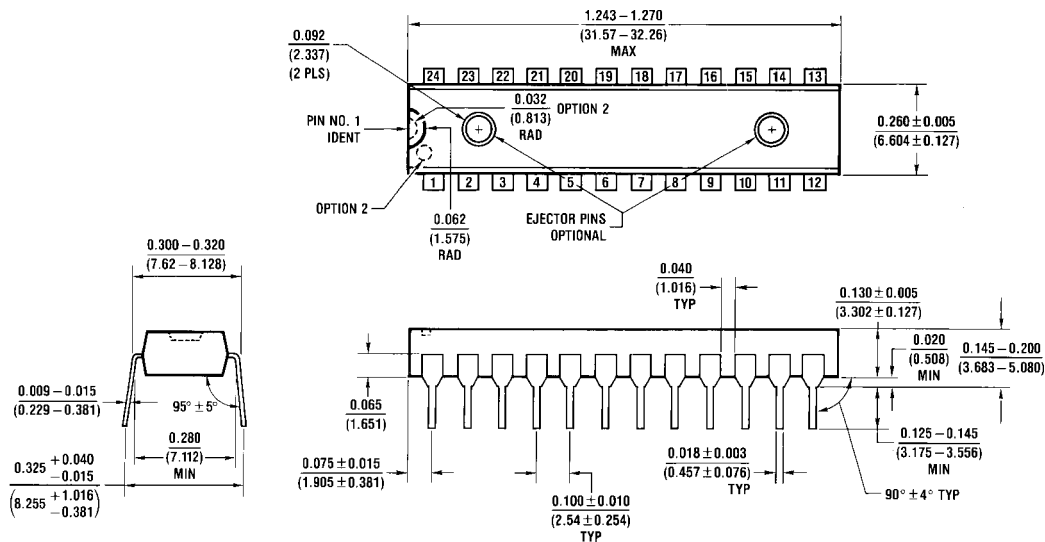 1.243 – 1.270
(31.57 – 32.26)
MAX
0.092
(2.337)
(2 PLS)
24 23 22 21 20 19 18 17 16 15 14 13
0.032
(0.813)
RAD
OPTION 2
PIN NO. 1
IDENT
0.260 ± 0.005
(6.604 ± 0.127)
1 2 3 4 5 6 7 8 9 10 11 12
OPTION 2
0.062
(1.575)
RAD
EJECTOR PINS
OPTIONAL
0.300 – 0.320
(7.62 – 8.128)
0.040
(1.016)
TYP
0.130 ± 0.005
(3.302 ± 0.127)
0.020
(0.508)
MIN
0.145 – 0.200
(3.683 – 5.080)
0.009 – 0.015
(0.229 – 0.381)
95° ± 5°
0.065
(1.651)
0.280
(7.112)
MIN
0.125 – 0.145
(3.175 – 3.556)
MIN
0.325 +0.040 −0.015
(8.255 +1.016 −0.381)
0.075 ± 0.015
(1.905 ± 0.381)
0.018 ± 0.003
(0.457 ± 0.076)
TYP
0.100 ± 0.010
(2.54 ± 0.254)
TYP
90° ± 4° TYP